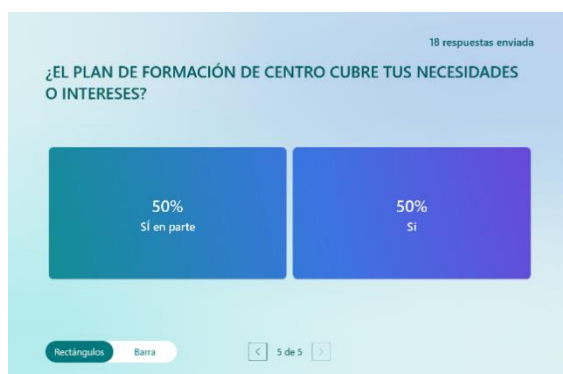 18 respuestas enviada
¿EL PLAN DE FORMACIÓN DE CENTRO CUBRE TUS NECESIDADES
O INTERESES?
50%
SÍ en parte
50%
Si
Rectángulos
Barra
5 de 5